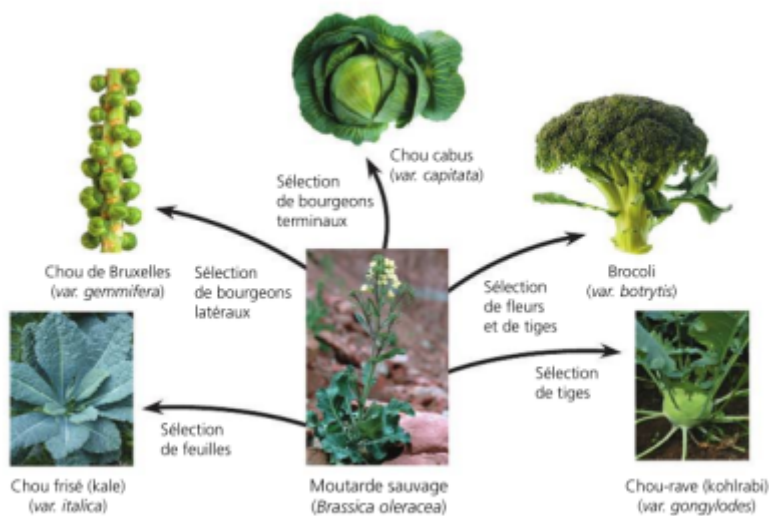 Chou cabus
(var. capitata)
Sélection
de bourgeons
terminaux
Chou de Bruxelles
(var. gemmifera)
Sélection
de bourgeons
latéraux
Brocoli
(var. botrytis)
Sélection
de fleurs
et de tiges
Sélection
de tiges
Sélection
de feuilles
Chou frisé (kale)
(var. italica)
Moutarde sauvage
(Brassica oleracea)
Chou-rave (kohlrabi)
(var. gongylodes)